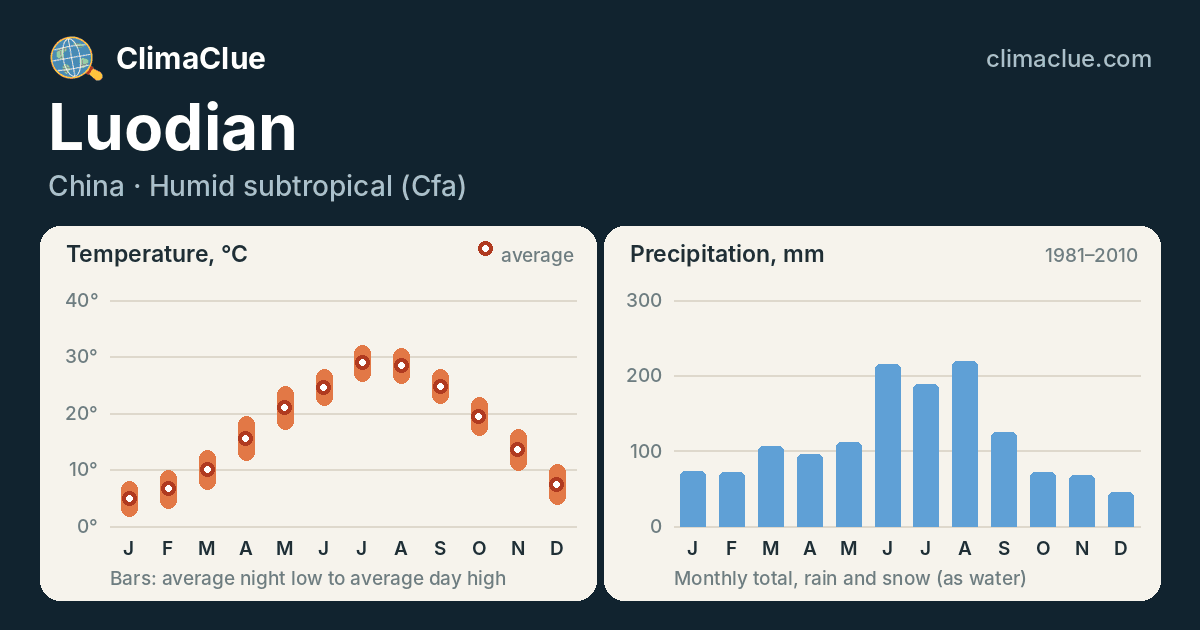 ClimaClue
climaclue.com
Luodian
China · Humid subtropical (Cfa)
Temperature, °C
average
40°
30°
20°
10°
0°
J F M A M J J A S O N D
Bars: average night low to average day high
Precipitation, mm
1981–2010
300
200
100
0
J F M A M J J A S O N D
Monthly total, rain and snow (as water)